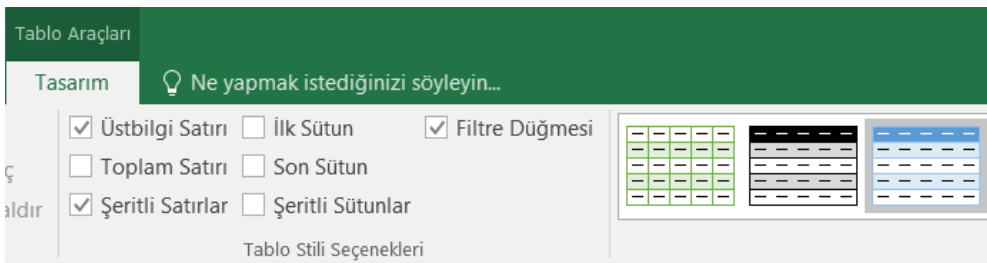 Tablo Araçları
Tasarım Ne yapmak istediğinizi söyleyin...
Üstbilgi Satırı İlk Sütun Filtre Düğmesi
Toplam Satırı Son Sütun
Şeritli Satırlar Şeritli Sütunlar
Tablo Stili Seçenekleri